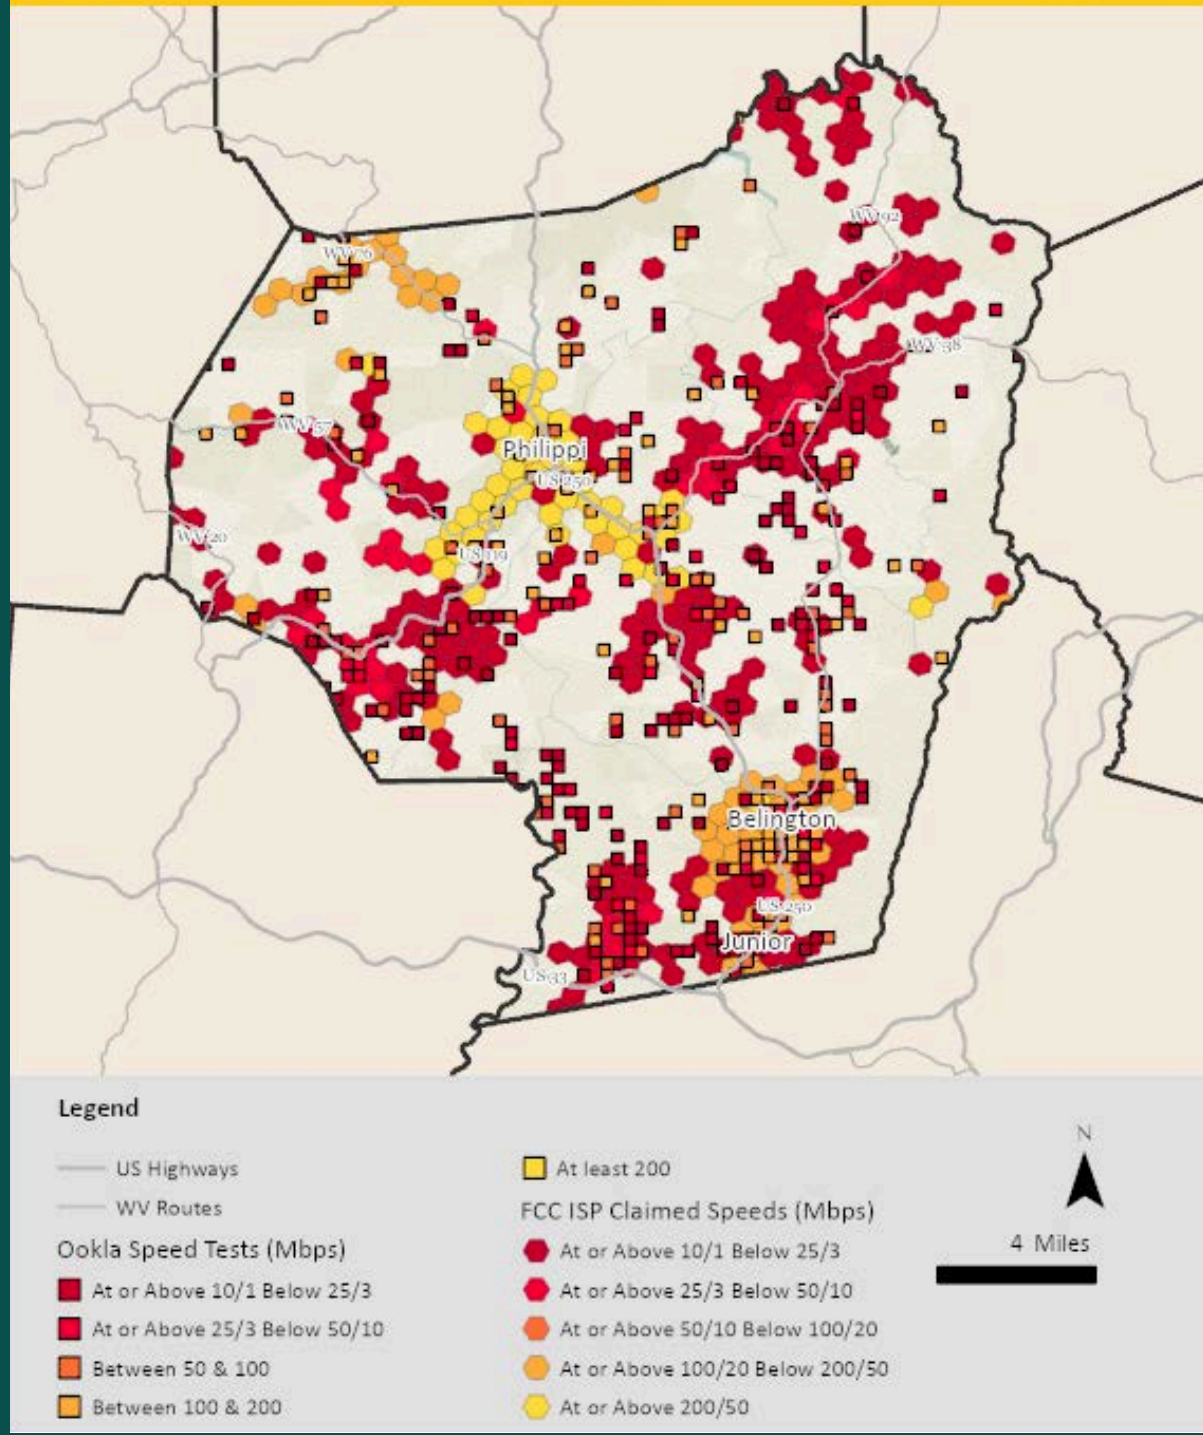 WV 92
WV 76
WV 38
WV 57
Philippi
US 250
WV 20
US 119
Belington
US 250
Junior
US 33
Legend
US Highways
WV Routes
Ookla Speed Tests (Mbps)
At or Above 10/1 Below 25/3
At or Above 25/3 Below 50/10
Between 50 & 100
Between 100 & 200
At least 200
FCC ISP Claimed Speeds (Mbps)
At or Above 10/1 Below 25/3
At or Above 25/3 Below 50/10
At or Above 50/10 Below 100/20
At or Above 100/20 Below 200/50
At or Above 200/50
N
4 Miles